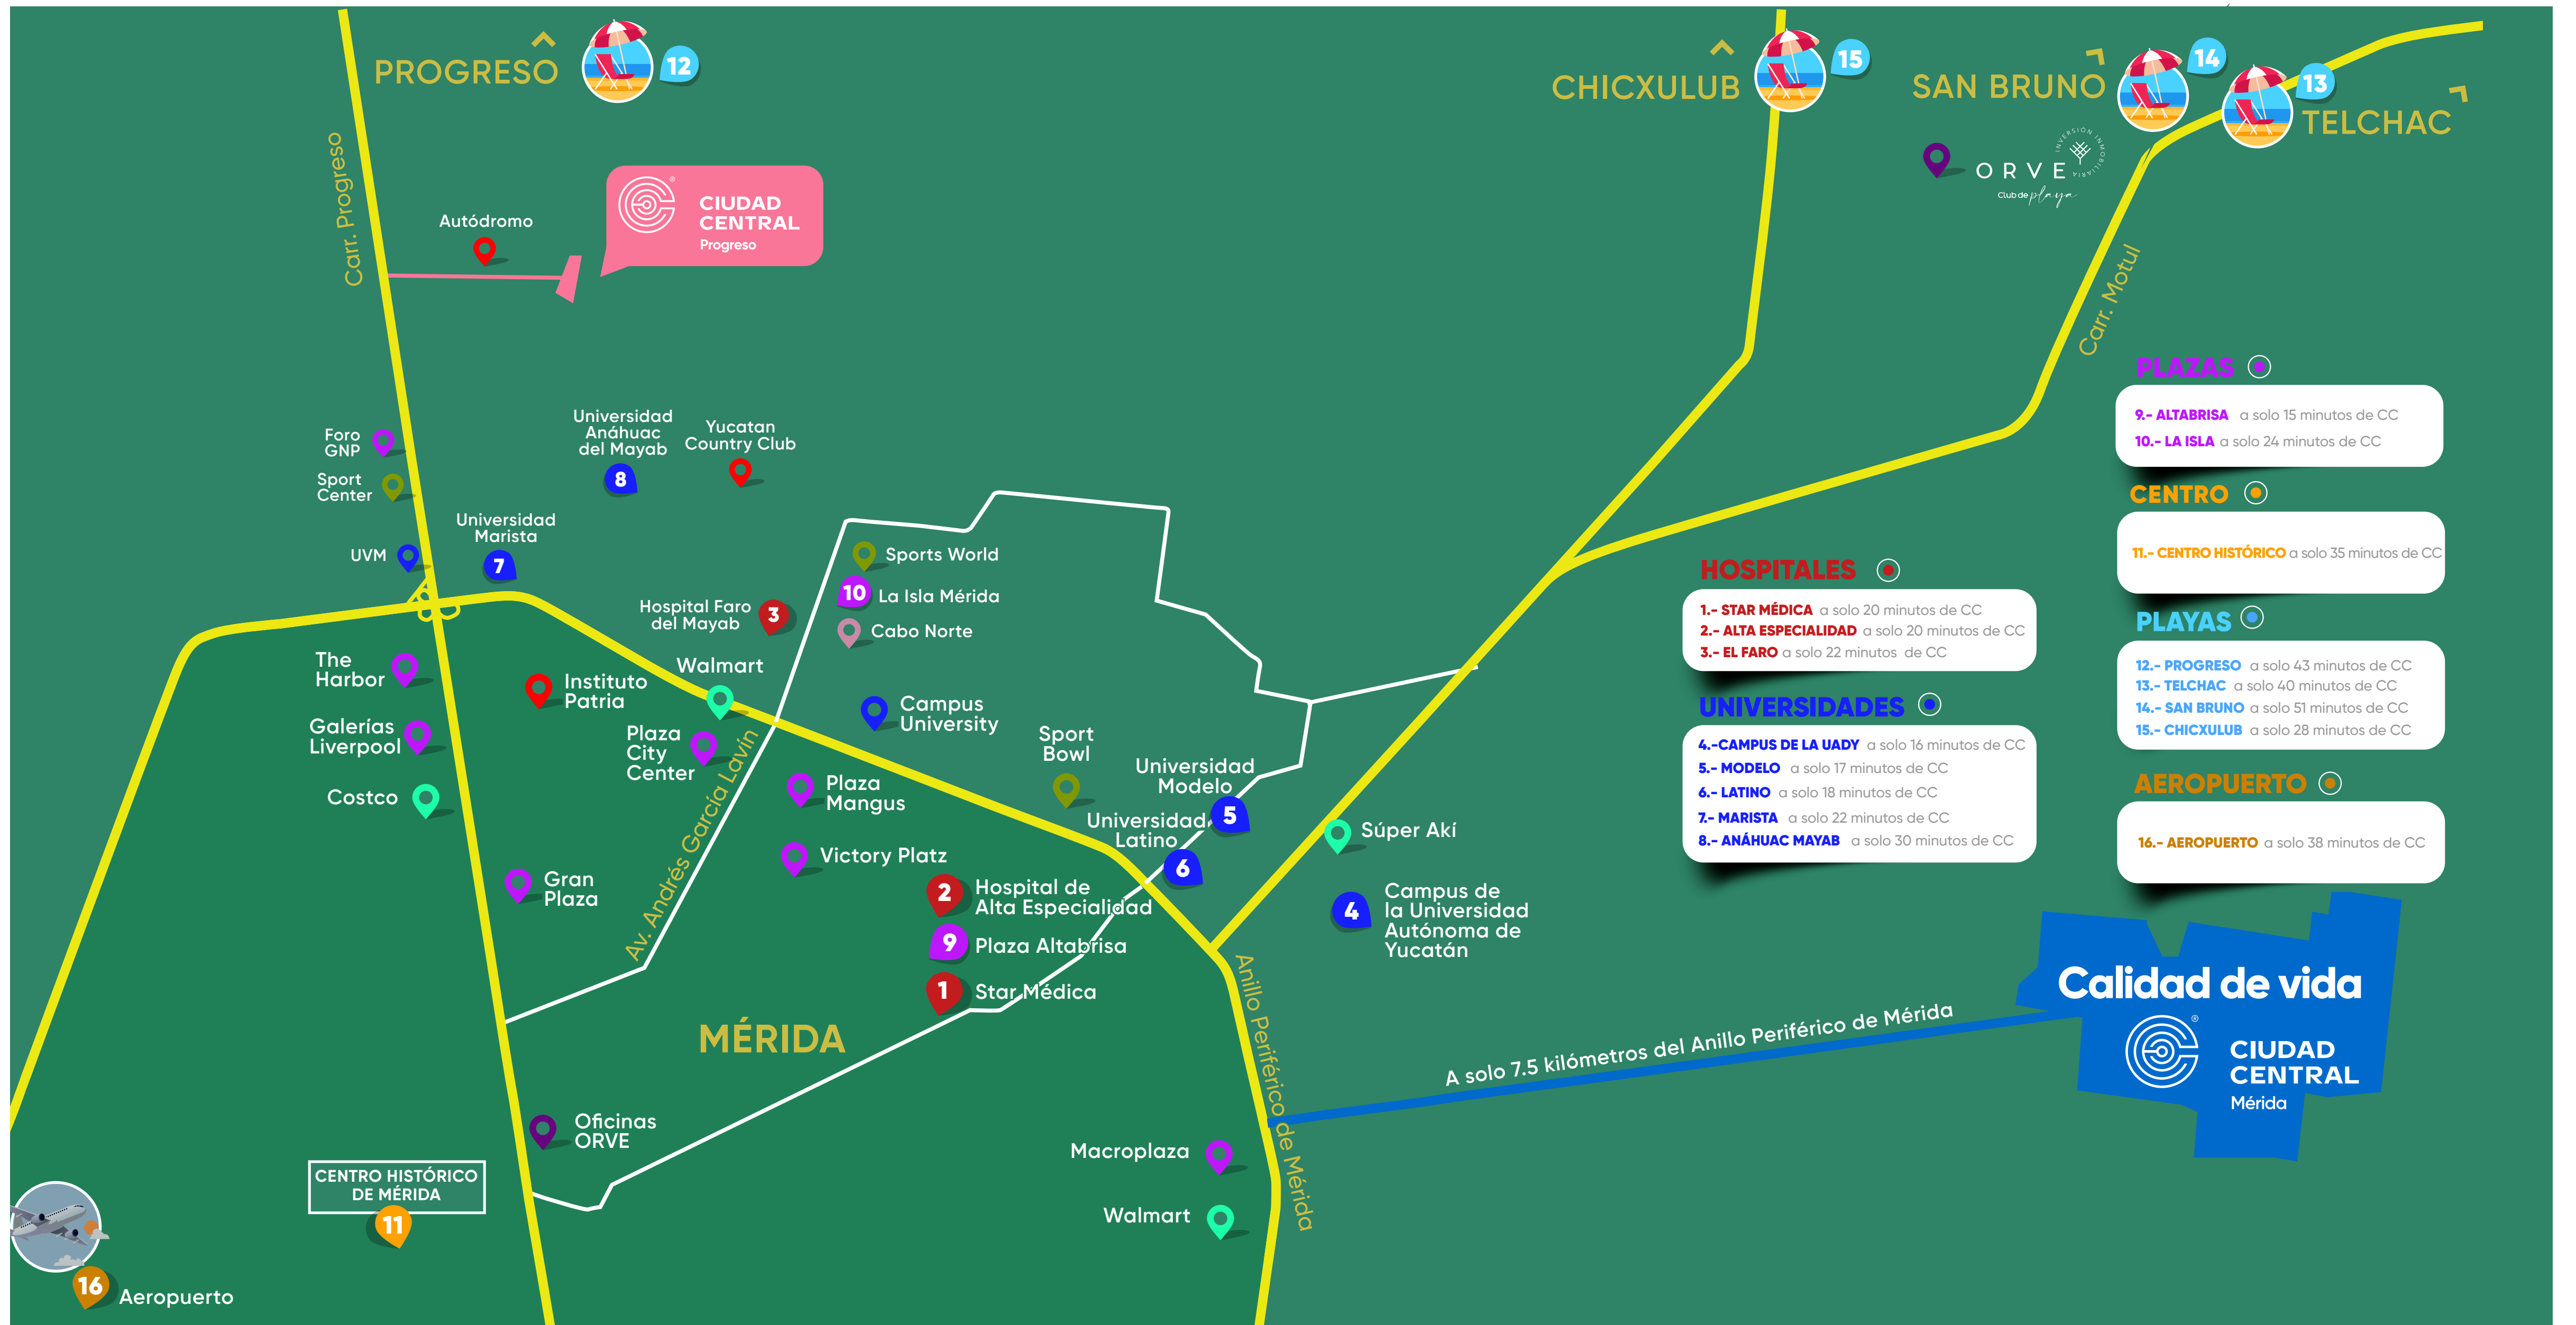 PROGRESO
12
CHICXULUB
15
SAN BRUNO
14
13
TELCHAC
ORVE
INVERSIÓN INMOBILIARIA
Club de playa
Carr. Progreso
Autódromo
CIUDAD
CENTRAL
Progreso
®
Carr. Motul
Foro
GNP
Sport
Center
UVM
Universidad
Marista
7
Universidad
Anáhuac
del Mayab
8
Yucatan
Country Club
Sports World
10
La Isla Mérida
Cabo Norte
Hospital Faro
del Mayab
3
Walmart
The
Harbor
Instituto
Patria
Galerías
Liverpool
Plaza
City
Center
Campus
University
Costco
Av. Andrés García Lavín
Plaza
Mangus
Sport
Bowl
Universidad
Modelo
5
Universidad
Latino
6
Súper Akí
Victory Platz
Gran
Plaza
2
Hospital de
Alta Especialidad
9
Plaza Altabrisa
1
Star Médica
4
Campus de
la Universidad
Autónoma de
Yucatán
MÉRIDA
Anillo Periférico de Mérida
A solo 7.5 kilómetros del Anillo Periférico de Mérida
Oficinas
ORVE
CENTRO HISTÓRICO
DE MÉRIDA
11
Macroplaza
Walmart
16
Aeropuerto
HOSPITALES
1.- STAR MÉDICA a solo 20 minutos de CC
2.- ALTA ESPECIALIDAD a solo 20 minutos de CC
3.- EL FARO a solo 22 minutos de CC
UNIVERSIDADES
4.-CAMPUS DE LA UADY a solo 16 minutos de CC
5.- MODELO a solo 17 minutos de CC
6.- LATINO a solo 18 minutos de CC
7.- MARISTA a solo 22 minutos de CC
8.- ANÁHUAC MAYAB a solo 30 minutos de CC
PLAZAS
9.- ALTABRISA a solo 15 minutos de CC
10.- LA ISLA a solo 24 minutos de CC
CENTRO
11.- CENTRO HISTÓRICO a solo 35 minutos de CC
PLAYAS
12.- PROGRESO a solo 43 minutos de CC
13.- TELCHAC a solo 40 minutos de CC
14.- SAN BRUNO a solo 51 minutos de CC
15.- CHICXULUB a solo 28 minutos de CC
AEROPUERTO
16.- AEROPUERTO a solo 38 minutos de CC
Calidad de vida
®
CIUDAD
CENTRAL
Mérida